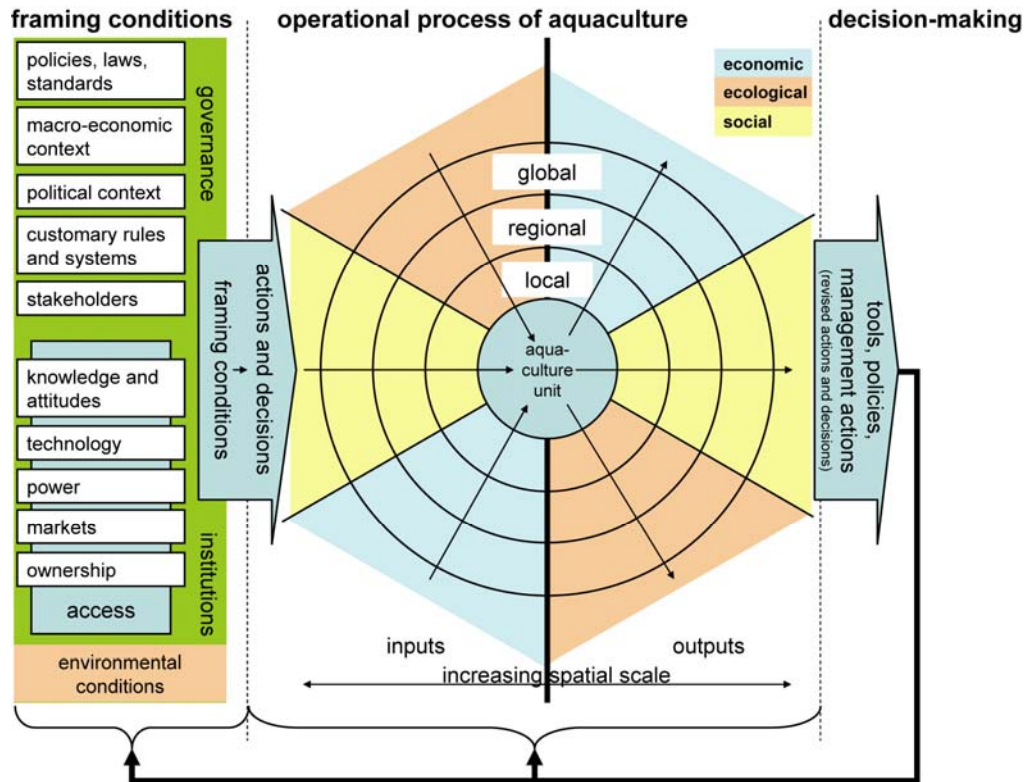 framing conditions
operational process of aquaculture
decision-making
policies, laws,
standards
macro-economic
context
political context
customary rules
and systems
stakeholders
governance
knowledge and
attitudes
technology
power
markets
ownership
access
institutions
environmental
conditions
framing conditions
actions and decisions
economic
ecological
social
global
regional
local
aqua-
culture
unit
inputs
outputs
increasing spatial scale
tools, policies,
management actions
(revised actions and decisions)